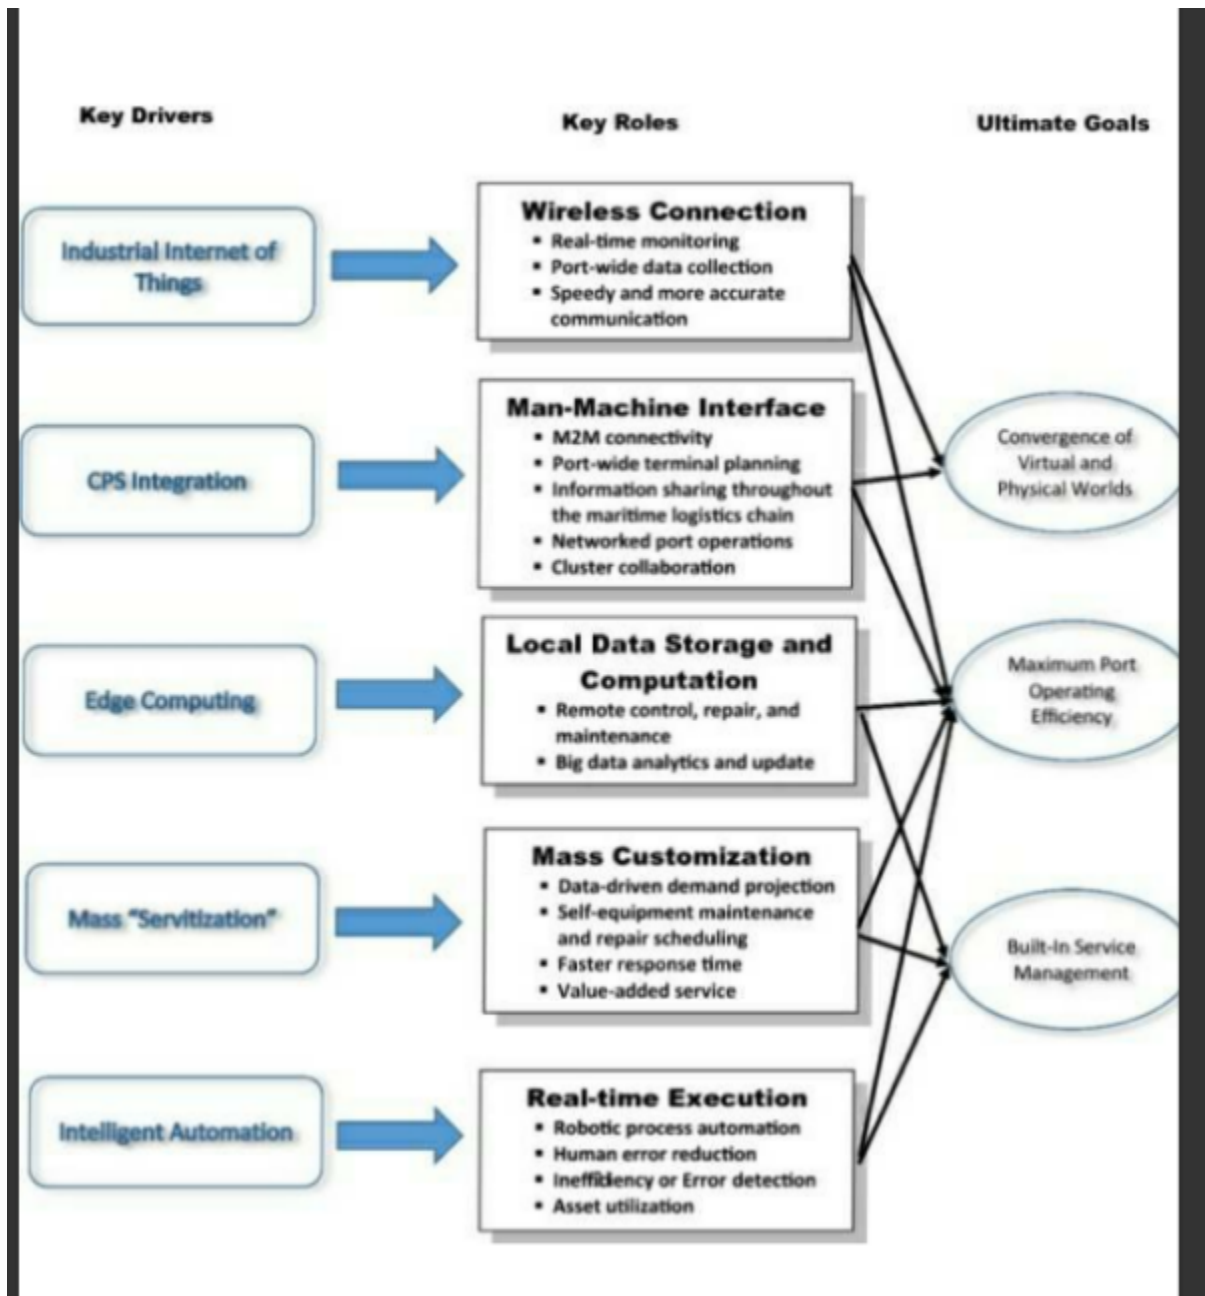 Key Drivers
Key Roles
Ultimate Goals
Industrial Internet of
Things
Wireless Connection
▪ Real-time monitoring
▪ Port-wide data collection
▪ Speedy and more accurate
communication
CPS Integration
Man-Machine Interface
▪ M2M connectivity
▪ Port-wide terminal planning
▪ Information sharing throughout
the maritime logistics chain
▪ Networked port operations
▪ Cluster collaboration
Convergence of
Virtual and
Physical Worlds
Edge Computing
Local Data Storage and
Computation
▪ Remote control, repair, and
maintenance
▪ Big data analytics and update
Maximum Port
Operating
Efficiency
Mass “Servitization”
Mass Customization
▪ Data-driven demand projection
▪ Self-equipment maintenance
and repair scheduling
▪ Faster response time
▪ Value-added service
Built-In Service
Management
Intelligent Automation
Real-time Execution
▪ Robotic process automation
▪ Human error reduction
▪ Inefficiency or Error detection
▪ Asset utilization